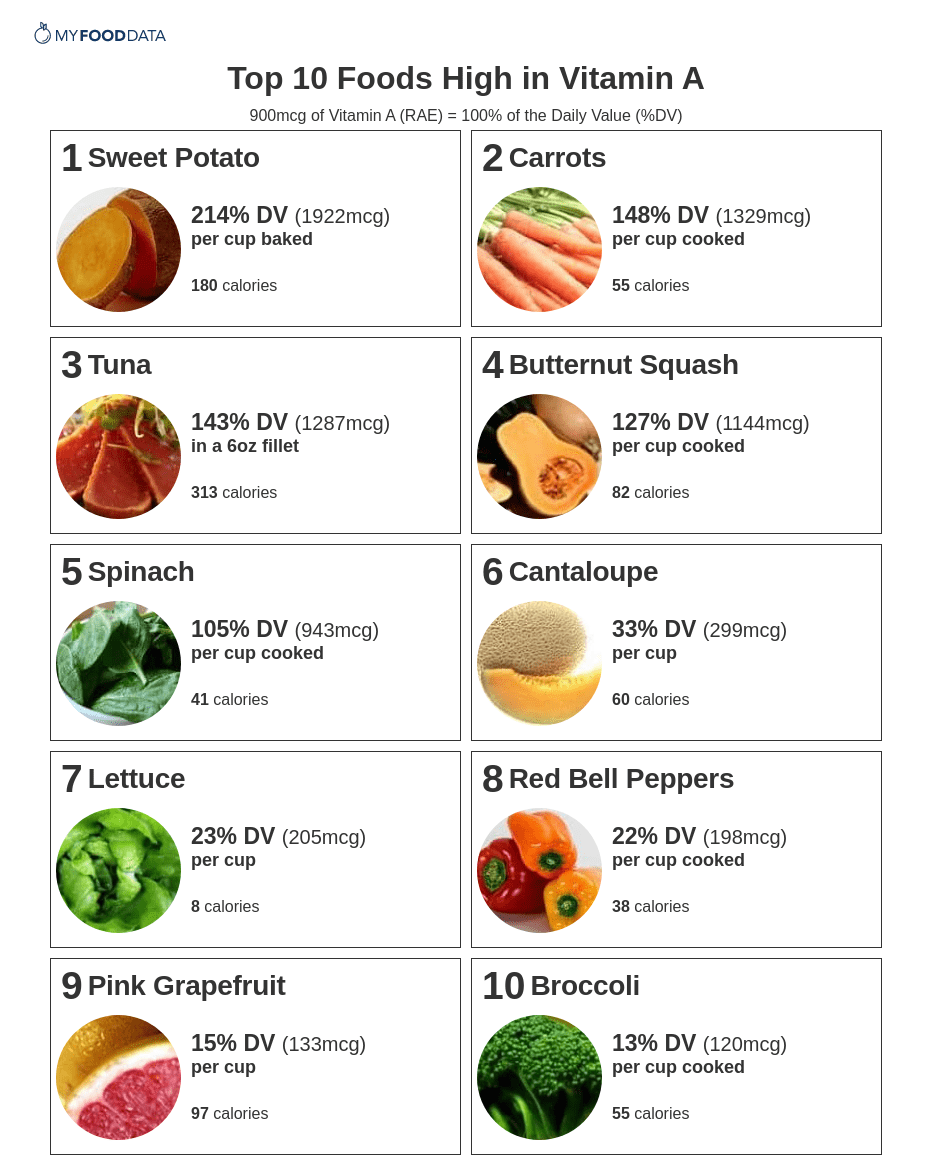 MYFOODDATA
Top 10 Foods High in Vitamin A
900mcg of Vitamin A (RAE) = 100% of the Daily Value (%DV)
1 Sweet Potato
214% DV (1922mcg)
per cup baked
180 calories
2 Carrots
148% DV (1329mcg)
per cup cooked
55 calories
3 Tuna
143% DV (1287mcg)
in a 6oz fillet
313 calories
4 Butternut Squash
127% DV (1144mcg)
per cup cooked
82 calories
5 Spinach
105% DV (943mcg)
per cup cooked
41 calories
6 Cantaloupe
33% DV (299mcg)
per cup
60 calories
7 Lettuce
23% DV (205mcg)
per cup
8 calories
8 Red Bell Peppers
22% DV (198mcg)
per cup cooked
38 calories
9 Pink Grapefruit
15% DV (133mcg)
per cup
97 calories
10 Broccoli
13% DV (120mcg)
per cup cooked
55 calories